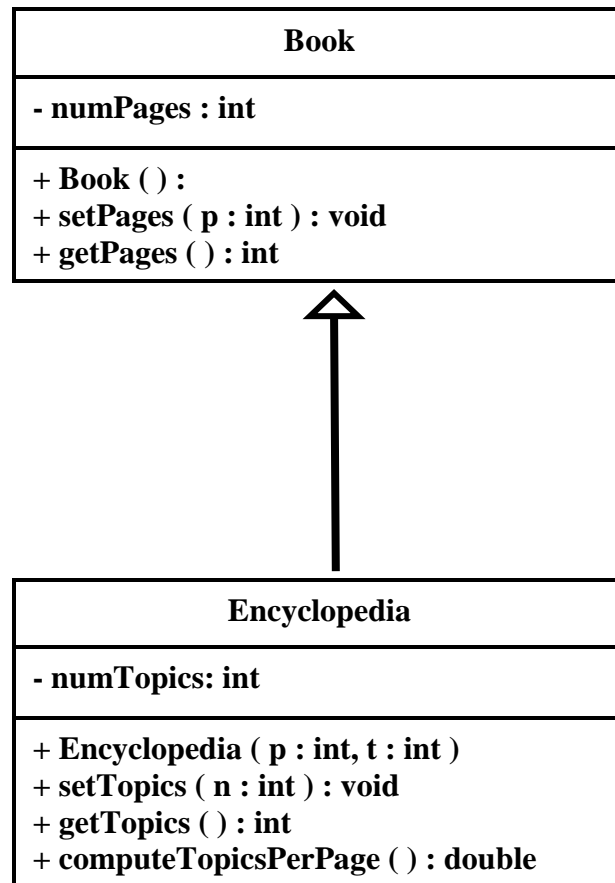 Book
- numPages : int
+ Book ( ) :
+ setPages ( p : int ) : void
+ getPages ( ) : int
Encyclopedia
- numTopics: int
+ Encyclopedia ( p : int, t : int )
+ setTopics ( n : int ) : void
+ getTopics ( ) : int
+ computeTopicsPerPage ( ) : double